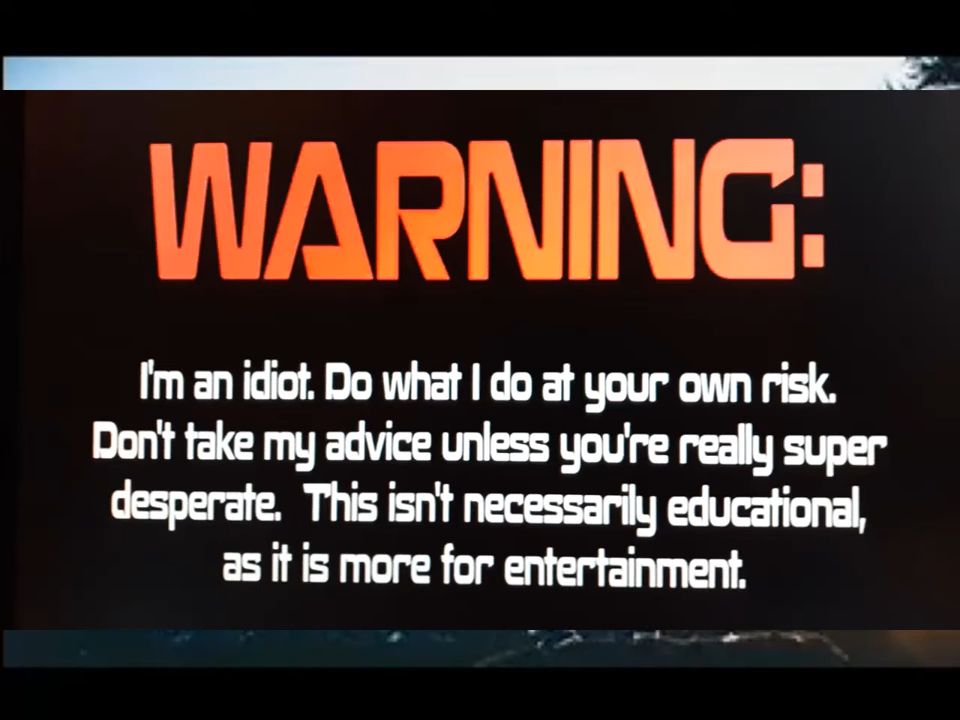 WARNING:
I'm an idiot. Do what I do at your own risk.
Don't take my advice unless you're really super
desperate.  This isn't necessarily educational,
as it is more for entertainment.